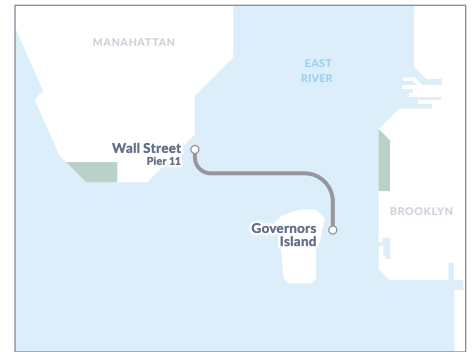 MANAHATTAN
EAST
RIVER
Wall Street
Pier 11
BROOKLYN
Governors
Island